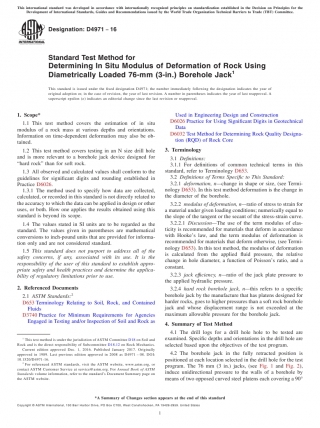 This international standard was developed in accordance with internationally recognized principles on standardization established in the Decision on Principles for the
Development of International Standards, Guides and Recommendations issued by the World Trade Organization Technical Barriers to Trade (TBT) Committee.
Designation: D4971 – 16
Standard Test Method for
Determining In Situ Modulus of Deformation of Rock Using
Diametrically Loaded 76-mm (3-in.) Borehole Jack1
This standard is issued under the fixed designation D4971; the number immediately following the designation indicates the year of
original adoption or, in the case of revision, the year of last revision. A number in parentheses indicates the year of last reapproval. A
superscript epsilon (ε) indicates an editorial change since the last revision or reapproval.
1. Scope*
1.1 This test method covers the estimation of in situ
modulus of a rock mass at various depths and orientations.
Information on time-dependent deformation may also be ob-
tained.
1.2 This test method covers testing in an N size drill hole
and is more relevant to a borehole jack device designed for
“hard rock” than for soft rock.
1.3 All observed and calculated values shall conform to the
guidelines for significant digits and rounding established in
Practice D6026.
1.3.1 The method used to specify how data are collected,
calculated, or recorded in this standard is not directly related to
the accuracy to which the data can be applied in design or other
uses, or both. How one applies the results obtained using this
standard is beyond its scope.
1.4 The values stated in SI units are to be regarded as the
standard. The values given in parentheses are mathematical
conversions to inch-pound units that are provided for informa-
tion only and are not considered standard.
1.5 This standard does not purport to address all of the
safety concerns, if any, associated with its use. It is the
responsibility of the user of this standard to establish appro-
priate safety and health practices and determine the applica-
bility of regulatory limitations prior to use.
2. Referenced Documents
2.1 ASTM Standards:2
D653 Terminology Relating to Soil, Rock, and Contained
Fluids
D3740 Practice for Minimum Requirements for Agencies
Engaged in Testing and/or Inspection of Soil and Rock as
1 This test method is under the jurisdiction of ASTM Committee D18 on Soil and
Rock and is the direct responsibility of Subcommittee D18.12 on Rock Mechanics.
Current edition approved Dec. 1, 2016. Published January 2017. Originally
approved in 1989. Last previous edition approved in 2008 as D4971 – 08.
2 For referenced ASTM standards, visit the ASTM website, www.astm.org, or
contact ASTM Customer Service at service@astm.org. For Annual Book of ASTM
Standards volume information, refer to the standard’s Document Summary page on
the ASTM website.
Used in Engineering Design and Construction
D6026 Practice for Using Significant Digits in Geotechnical
Data
D6032 Test Method for Determining Rock Quality Designa-
tion (RQD) of Rock Core
3. Terminology
3.1 Definitions:
3.1.1 For definitions of common technical terms in this
standard, refer to Terminology D653.
3.2 Definitions of Terms Specific to This Standard:
3.2.1 deformation, n—change in shape or size, (see Termi-
nology D653). In this test method deformation is the change in
the diameter of the borehole.
3.2.2 modulus of deformation, n—ratio of stress to strain for
a material under given loading conditions; numerically equal to
the slope of the tangent or the secant of the stress-strain curve.
3.2.2.1 Discussion—The use of the term modulus of elas-
ticity is recommended for materials that deform in accordance
with Hooke’s law, and the term modulus of deformation is
recommended for materials that deform otherwise, (see Termi-
nology D653). In this test method, the modulus of deformation
is calculated from the applied fluid pressure, the relative
change in hole diameter, a function of Poisson’s ratio, and a
constant.
3.2.3 jack efficiency, n—ratio of the jack plate pressure to
the applied hydraulic pressure.
3.2.4 hard rock borehole jack, n—this refers to a specific
borehole jack by the manufacturer that has platens designed for
harder rocks, goes to higher pressures than a soft rock borehole
jack and whose displacement range is not exceeded at the
maximum allowable pressure for the borehole jack.
4. Summary of Test Method
4.1 The drill logs for a drill hole hole to be tested are
examined. Specific depths and orientations in the drill hole are
selected based upon the objectives of the test program.
4.2 The borehole jack in the fully retracted position is
positioned at each location selected in the drill hole for the test
program. The 76 mm (3 in.) jacks, (see Fig. 1 and Fig. 2),
induce unidirectional pressure to the walls of a borehole by
means of two opposed curved steel platens each covering a 90°
*A Summary of Changes section appears at the end of this standard
Copyright © ASTM International, 100 Barr Harbor Drive, PO Box C700, West Conshohocken, PA 19428-2959. United States
1